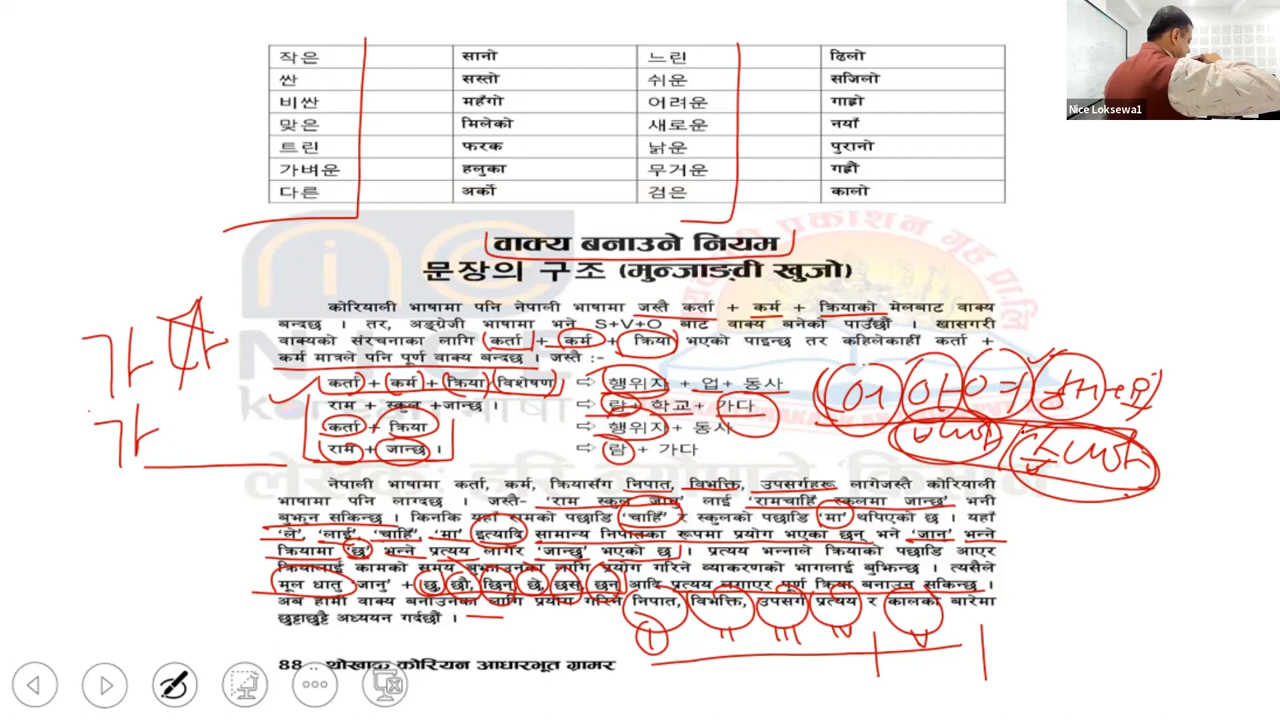 Nice Loksewa1
작은 सानो 느린 ढिलो
싼 सस्तो 쉬운 सजिलो
비싼 महँगो 어려운 गाह्रो
맞은 मिलेको 새로운 नयाँ
트린 फरक 낡운 पुरानो
가벼운 हलुका 무거운 गह्रौं
다른 अर्को 검은 कालो
वाक्य बनाउने नियम
문장의 구조 (मुन्जाङ्वी खुजो)
कोरियाली भाषामा पनि नेपाली भाषामा जस्तै कर्ता + कर्म + क्रियाको मेलबाट वाक्य
बन्दछ । तर, अङ्ग्रेजी भाषामा भने S+V+O बाट वाक्य बनेको पाउँछौं । खासगरी
वाक्यको संरचनाका लागि कर्ता + कर्म + क्रिया भएको पाइन्छ तर कहिलेकाहीं कर्ता +
कर्म मात्रले पनि पूर्ण वाक्य बन्दछ । जस्तै :-
कर्ता + कर्म + क्रिया विशेषण ⇨ 행위자 + 업 + 동사
राम + स्कुल +जान्छ । ⇨ 람 + 학교 + 가다
कर्ता + क्रिया ⇨ 행위자 + 동사
राम + जान्छ । ⇨ 람 + 가다
가
가
नेपाली भाषामा कर्ता, कर्म, क्रियासँग निपात, विभक्ति, उपसर्गहरू लागेजस्तै कोरियाली
भाषामा पनि लाग्दछ । जस्तै- 'राम स्कुल जान्छ' लाई 'रामचाहिँ स्कुलमा जान्छ' भनी
बुझ्न सकिन्छ । किनकि यहाँ रामको पछाडि 'चाहिँ' र स्कुलको पछाडि 'मा' थपिएको छ । यहाँ
'ले', 'लाई', 'चाहिँ', 'मा' इत्यादि सामान्य निपातका रूपमा प्रयोग भएका छन् भने 'जान' भन्ने
क्रियामा 'छ' भन्ने प्रत्यय लागेर 'जान्छ' भएको छ । प्रत्यय भन्नाले क्रियाको पछाडि आएर
क्रियालाई कामको समय बुझाउनका लागि प्रयोग गरिने व्याकरणको भागलाई बुझिन्छ । त्यसैले
मूल धातु जानु' + छु, छौ, छिन्, छे, छस्, छन् आदि प्रत्यय लगाएर पूर्ण क्रिया बनाउन सकिन्छ ।
अब हामी वाक्य बनाउनका लागि प्रयोग गरिने निपात, विभक्ति, उपसर्ग प्रत्यय र कालका बारेमा
छुट्टाछुट्टै अध्ययन गर्दछौं ।
I II III IV V
88 .. थोखाक कोरियन आधारभूत ग्रामर